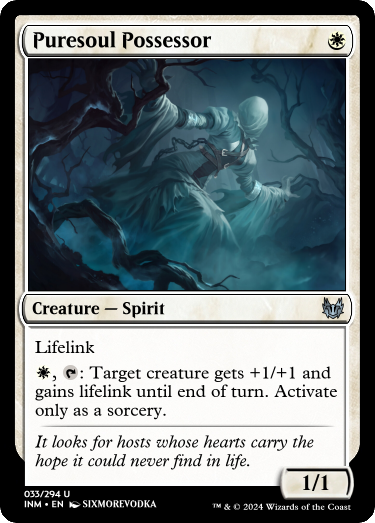 Puresoul Possessor
Creature — Spirit
Lifelink
, : Target creature gets +1/+1 and
gains lifelink until end of turn. Activate
only as a sorcery.
It looks for hosts whose hearts carry the
hope it could never find in life.
1/1
033/294 U
INM • EN SIXMOREVODKA
™ & © 2024 Wizards of the Coast